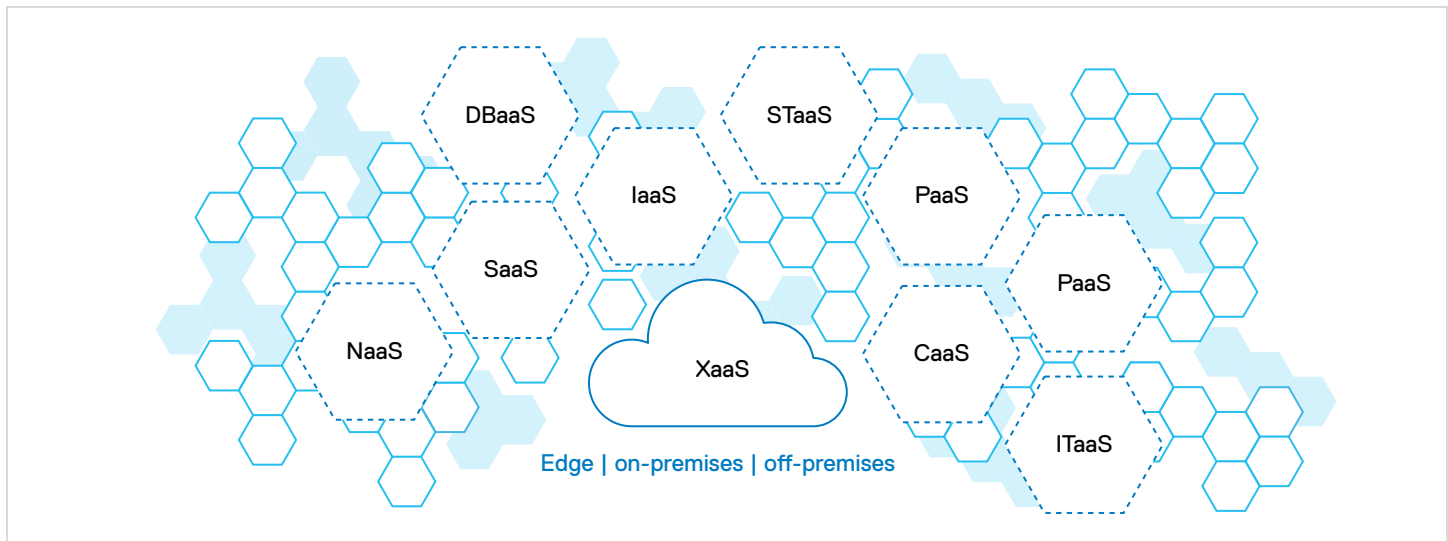 DBaaS
STaaS
IaaS
PaaS
SaaS
PaaS
NaaS
CaaS
XaaS
ITaaS
Edge | on-premises | off-premises